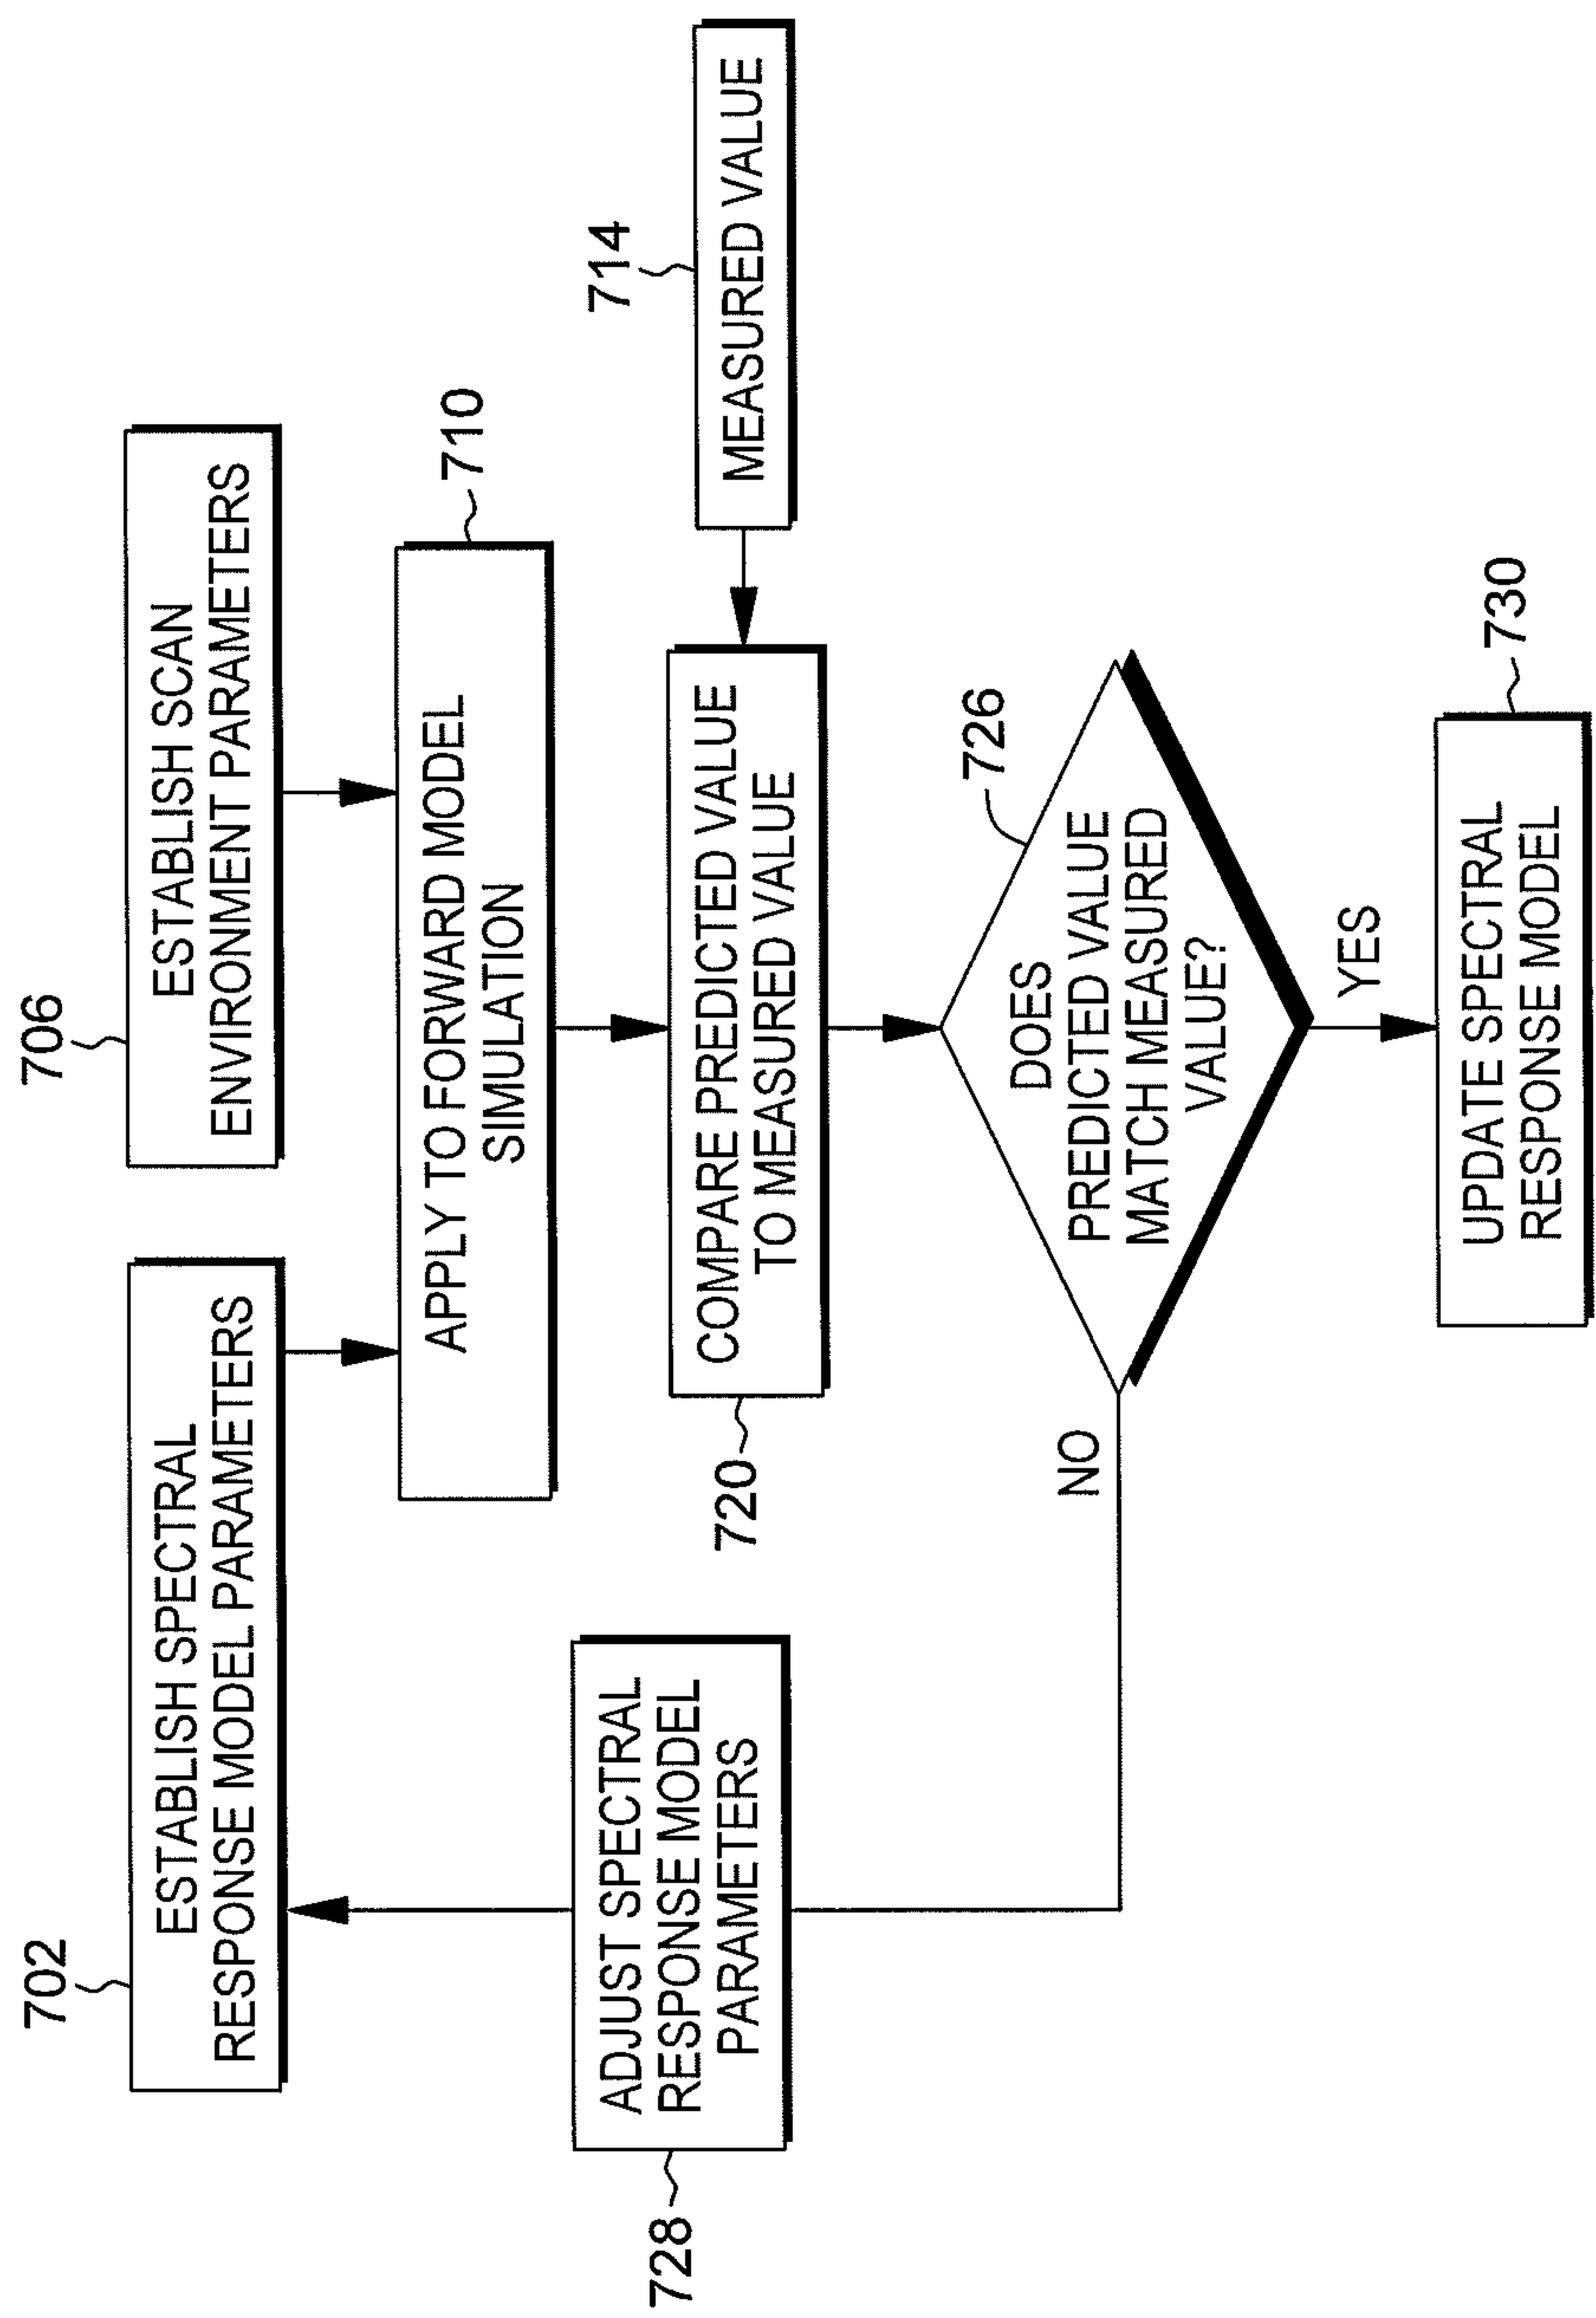 702
ESTABLISH SPECTRAL
RESPONSE MODEL PARAMETERS
706
ESTABLISH SCAN
ENVIRONMENT PARAMETERS
APPLY TO FORWARD MODEL
SIMULATION
710
728
ADJUST SPECTRAL
RESPONSE MODEL
PARAMETERS
720
COMPARE PREDICTED VALUE
TO MEASURED VALUE
714
MEASURED VALUE
726
DOES
PREDICTED VALUE
MATCH MEASURED
VALUE?
NO
YES
730
UPDATE SPECTRAL
RESPONSE MODEL